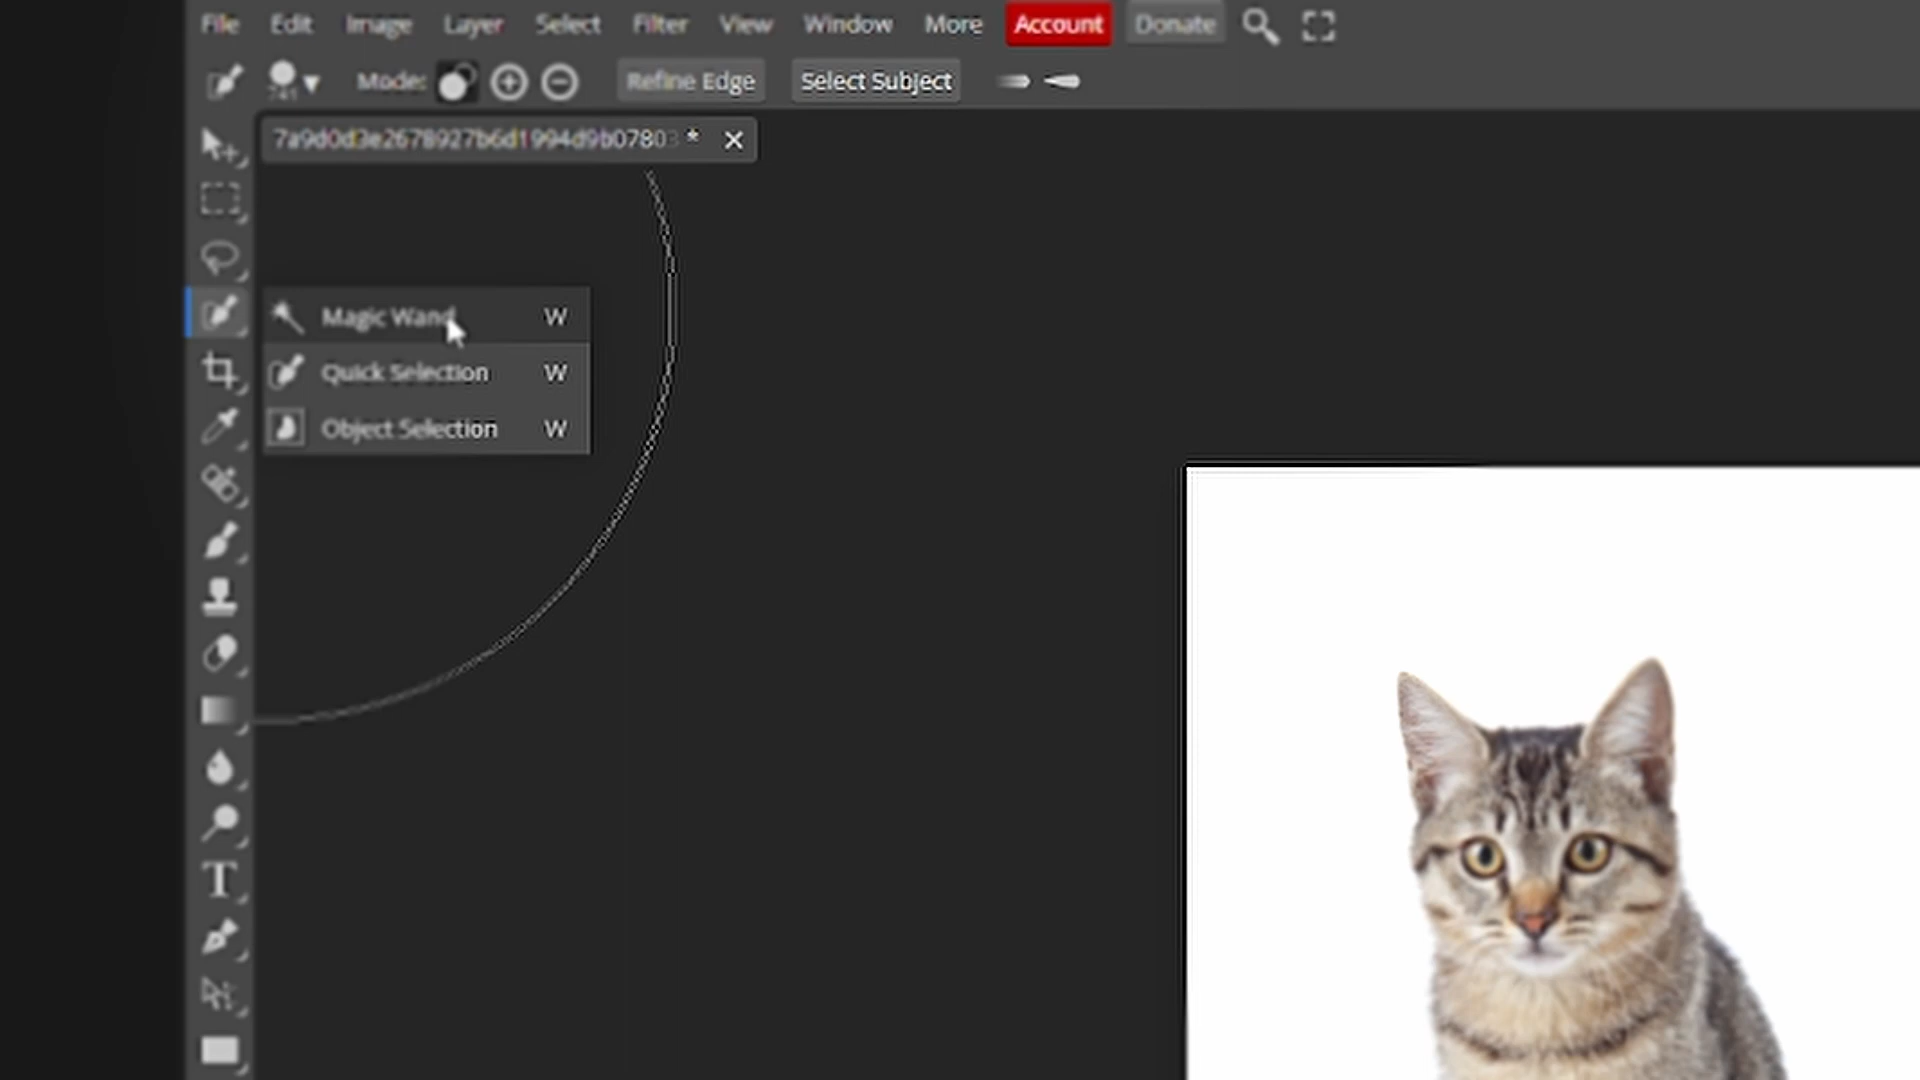 File Edit Image Layer Select Filter View Window More Account Donate
Mode: Refine Edge Select Subject
7a9d0d3e2678927b6d1994d9b07803 * ✕
Magic Wand W
Quick Selection W
Object Selection W
T